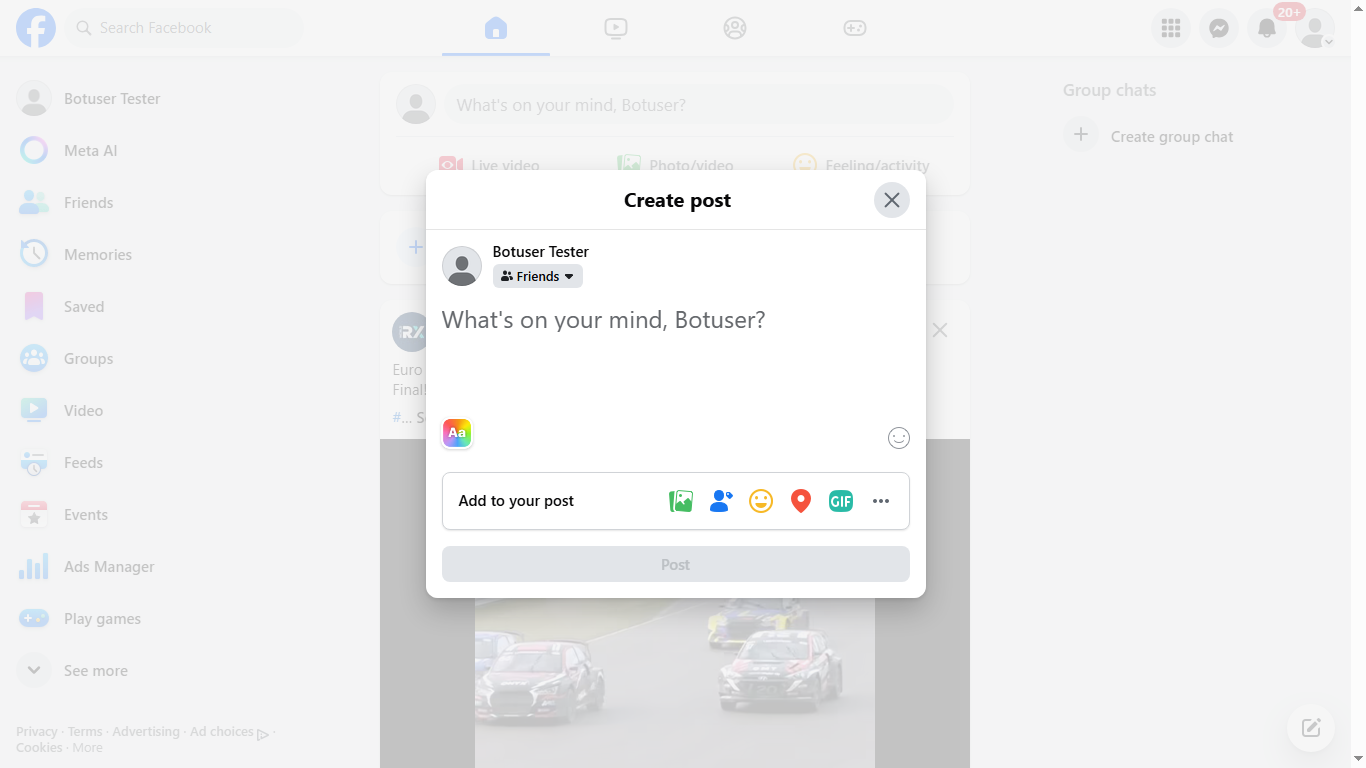 Search Facebook
20+
Botuser Tester
Meta AI
Friends
Memories
Saved
Groups
Video
Feeds
Events
Ads Manager
Play games
See more
Privacy · Terms · Advertising · Ad choices ·
Cookies · More
What's on your mind, Botuser?
Live video
Photo/video
Feeling/activity
RX
Euro
Final!
#...
Create post
Botuser Tester
Friends
What's on your mind, Botuser?
Aa
Add to your post
GIF
Post
Group chats
Create group chat